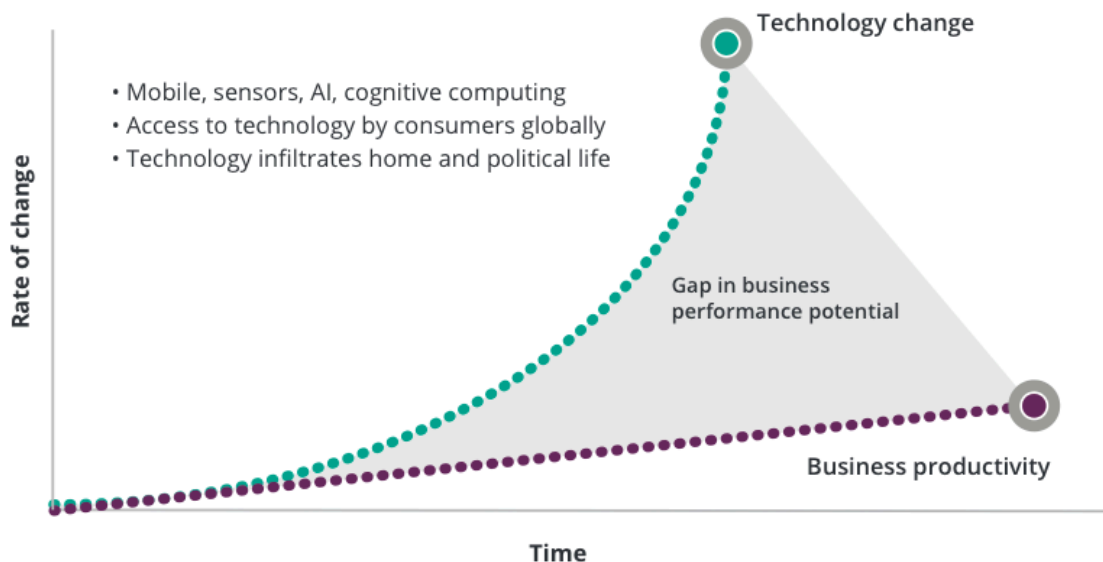 Technology change
• Mobile, sensors, AI, cognitive computing
• Access to technology by consumers globally
• Technology infiltrates home and political life
Rate of change
Gap in business
performance potential
Business productivity
Time